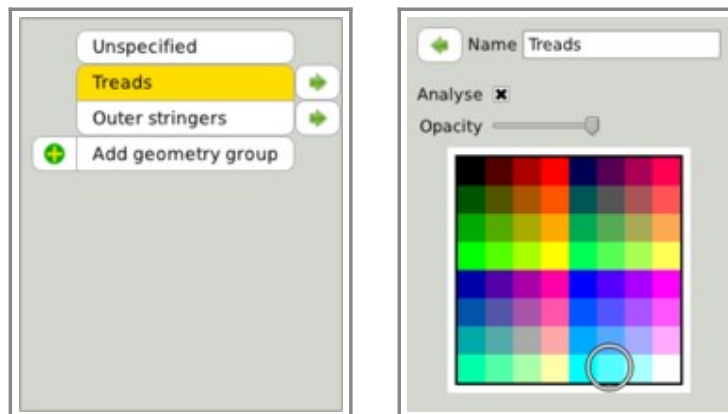 Unspecified
Treads
Outer stringers
Add geometry group
Name Treads
Analyse
Opacity